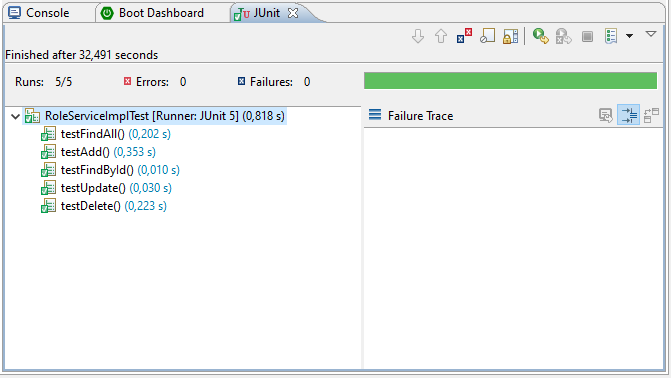 Console Boot Dashboard JUnit
Finished after 32,491 seconds
Runs: 5/5 Errors: 0 Failures: 0
RoleServiceImplTest [Runner: JUnit 5] (0,818 s)
testFindAll() (0,202 s)
testAdd() (0,353 s)
testFindById() (0,010 s)
testUpdate() (0,030 s)
testDelete() (0,223 s)
Failure Trace